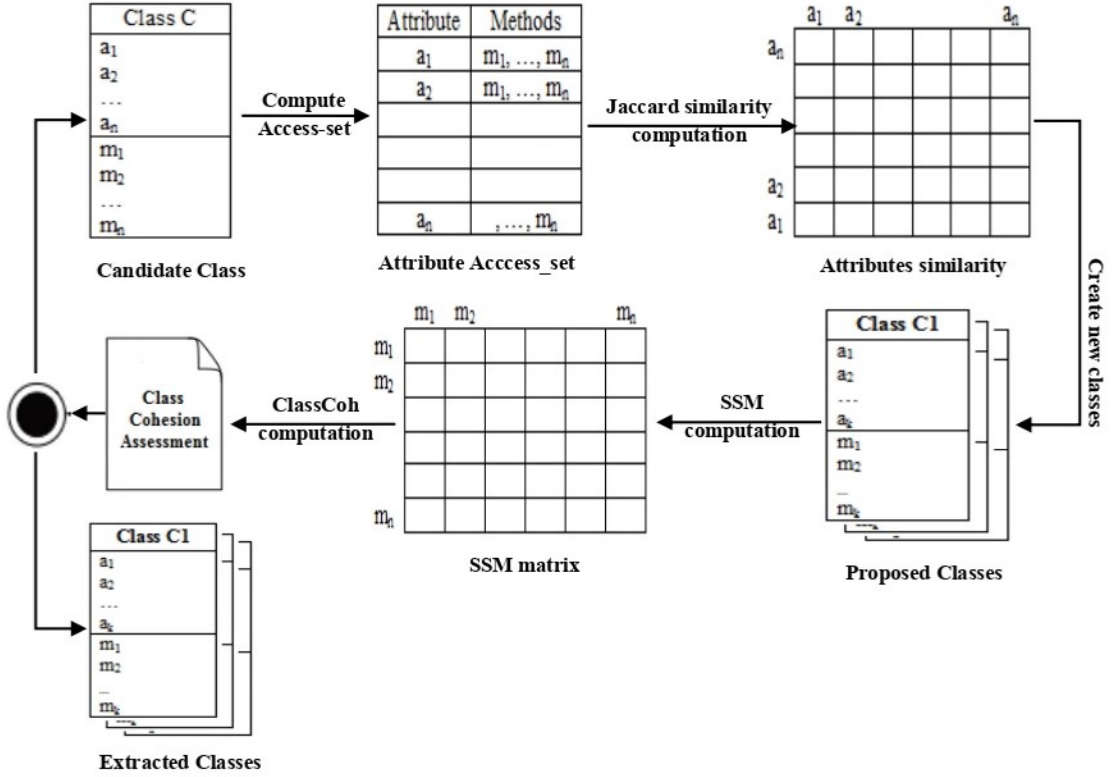 Class C
a1
a2
...
an
m1
m2
...
mn
Candidate Class
Compute
Access-set
Attribute Methods
a1 m1, ..., mn
a2 m1, ..., mn
an , ..., mn
Attribute Acccess_set
Jaccard similarity
computation
a1 a2 an
an
a2
a1
Attributes similarity
Create new classes
Class C1
a1
a2
...
ak
m1
m2
_
mk
Proposed Classes
SSM
computation
m1 m2 mn
m1
m2
mn
SSM matrix
ClassCoh
computation
Class
Cohesion
Assessment
Class C1
a1
a2
...
ak
m1
m2
_
mk
Extracted Classes